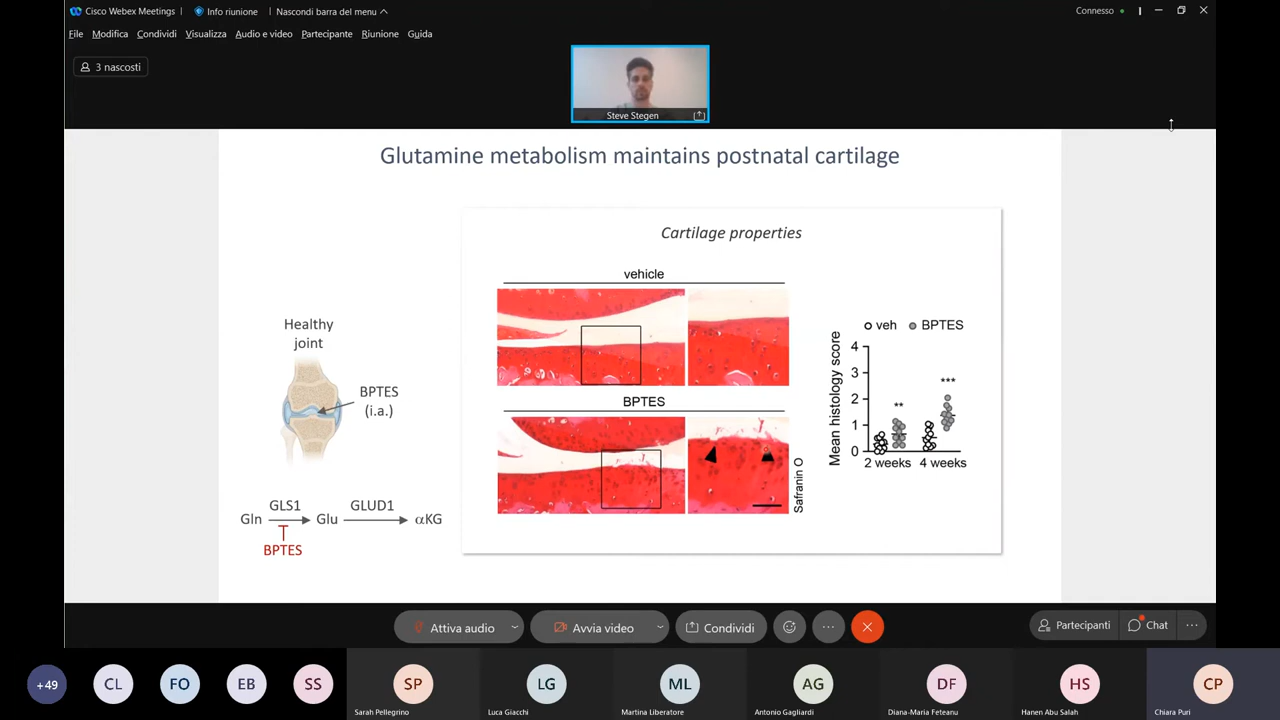 Cisco Webex Meetings
Info riunione
Nascondi barra del menu
Connesso
File Modifica Condividi Visualizza Audio e video Partecipante Riunione Guida
3 nascosti
Steve Stegen
Glutamine metabolism maintains postnatal cartilage
Cartilage properties
Healthy
joint
BPTES
(i.a.)
GLS1
GLUD1
Gln
Glu
αKG
BPTES
vehicle
BPTES
Safranin O
veh
BPTES
Mean histology score
4
3
2
1
0
**
***
2 weeks
4 weeks
Attiva audio
Avvia video
Condividi
Partecipanti
Chat
+49
CL
FO
EB
SS
SP
Sarah Pellegrino
LG
Luca Giacchi
ML
Martina Liberatore
AG
Antonio Gagliardi
DF
Diana-Maria Feteanu
HS
Hanen Abu Salah
CP
Chiara Puri